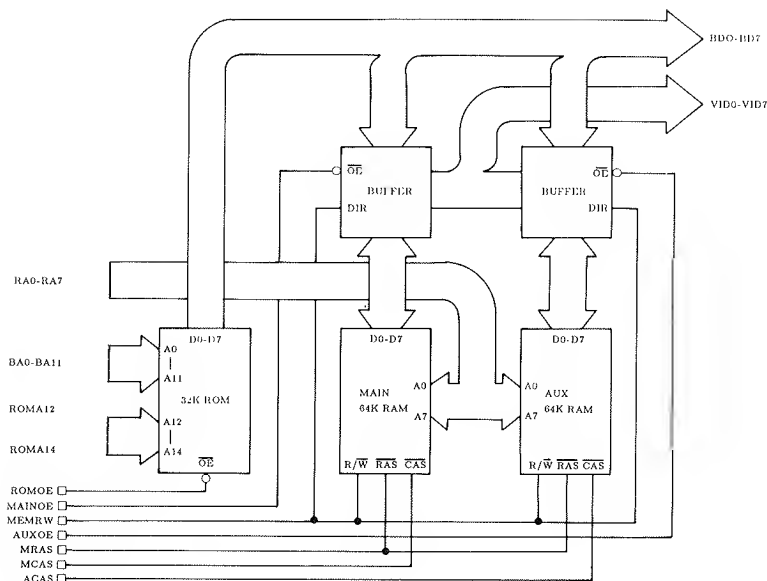 BD0-BD7
VID0-VID7
OE
BUFFER
DIR
OE
BUFFER
DIR
RA0-RA7
D0-D7
A0
|
A11
32K ROM
A12
|
A14
OE
BA0-BA11
ROMA12
ROMA14
D0-D7
MAIN
64K RAM
A0
A7
R/W RAS CAS
D0-D7
A0
AUX
A7
64K RAM
R/W RAS CAS
ROMOE
MAINOE
MEMRW
AUXOE
MRAS
MCAS
ACAS